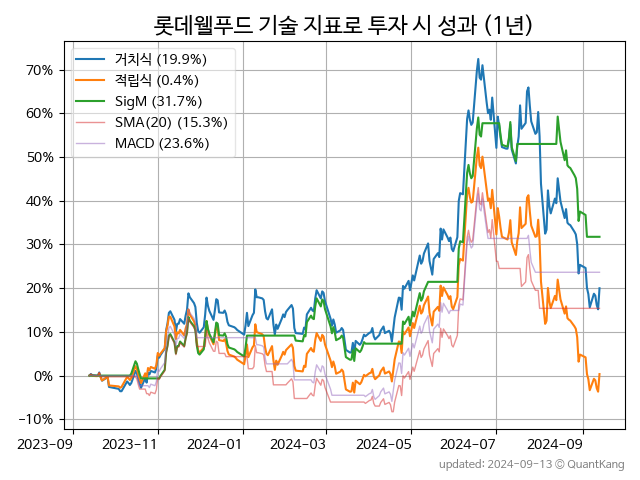 롯데웰푸드 기술 지표로 투자 시 성과 (1년)
거치식 (19.9%)
적립식 (0.4%)
SigM (31.7%)
SMA(20) (15.3%)
MACD (23.6%)
70%
60%
50%
40%
30%
20%
10%
0%
−10%
2023-09
2023-11
2024-01
2024-03
2024-05
2024-07
2024-09
updated: 2024-09-13 ⓒ QuantKang